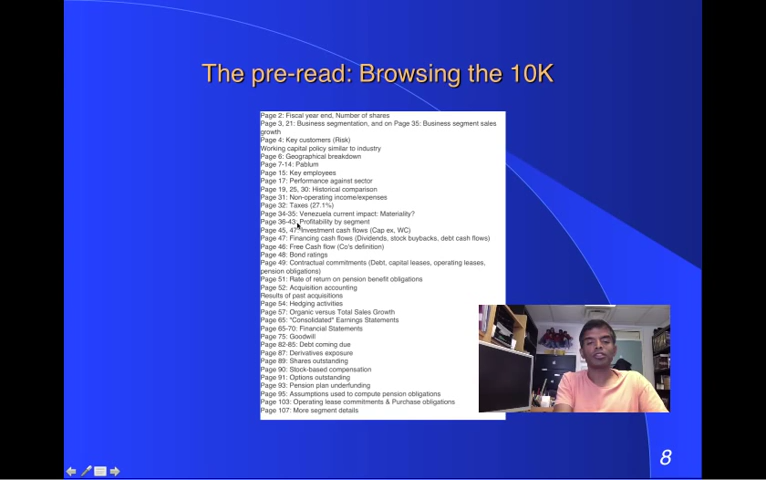 The pre-read: Browsing the 10K
Page 2: Fiscal year end, Number of shares
Page 3, 21: Business segmentation, and on Page 35: Business segment sales
growth
Page 4: Key customers (Risk)
Working capital policy similar to industry
Page 6: Geographical breakdown
Page 7-14: Pablum
Page 15: Key employees
Page 17: Performance against sector
Page 19, 25, 30: Historical comparison
Page 31: Non-operating income/expenses
Page 32: Taxes (27.1%)
Page 34-35: Venezuela current impact: Materiality?
Page 36-43: Profitability by segment
Page 45, 47: Investment cash flows (Cap ex, WC)
Page 47: Financing cash flows (Dividends, stock buybacks, debt cash flows)
Page 46: Free Cash flow (Co's definition)
Page 48: Bond ratings
Page 49: Contractual commitments (Debt, capital leases, operating leases,
pension obligations)
Page 51: Rate of return on pension benefit obligations
Page 52: Acquisition accounting
Results of past acquisitions
Page 54: Hedging activities
Page 57: Organic versus Total Sales Growth
Page 65: "Consolidated" Earnings Statements
Page 65-70: Financial Statements
Page 75: Goodwill
Page 82-85: Debt coming due
Page 87: Derivatives exposure
Page 89: Shares outstanding
Page 90: Stock-based compensation
Page 91: Options outstanding
Page 93: Pension plan underfunding
Page 95: Assumptions used to compute pension obligations
Page 103: Operating lease commitments & Purchase obligations
Page 107: More segment details
8